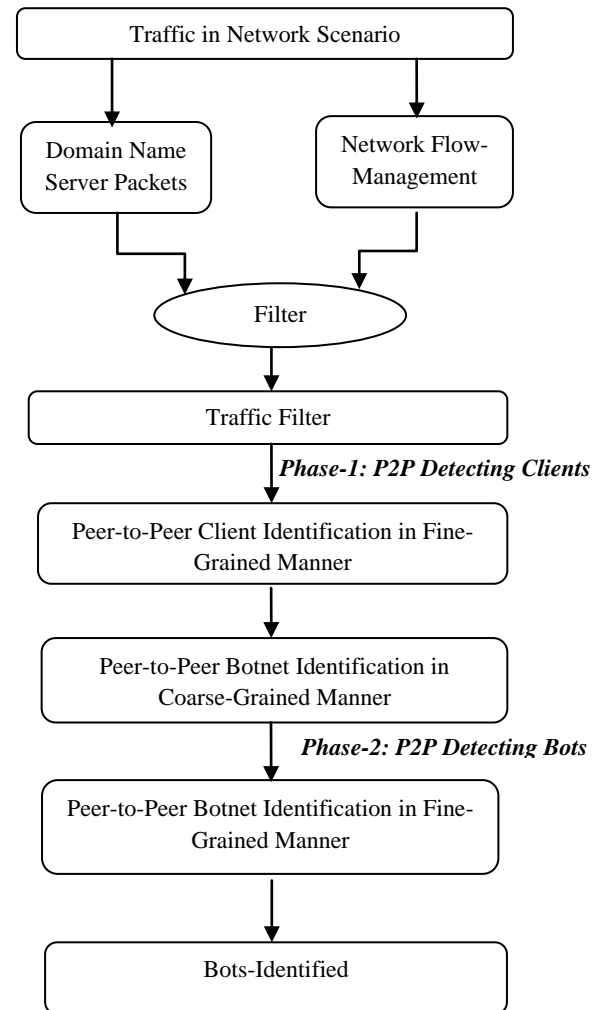 Traffic in Network Scenario
Domain Name
Server Packets
Network Flow-
Management
Filter
Traffic Filter
Phase-1: P2P Detecting Clients
Peer-to-Peer Client Identification in Fine-
Grained Manner
Peer-to-Peer Botnet Identification in
Coarse-Grained Manner
Phase-2: P2P Detecting Bots
Peer-to-Peer Botnet Identification in Fine-
Grained Manner
Bots-Identified